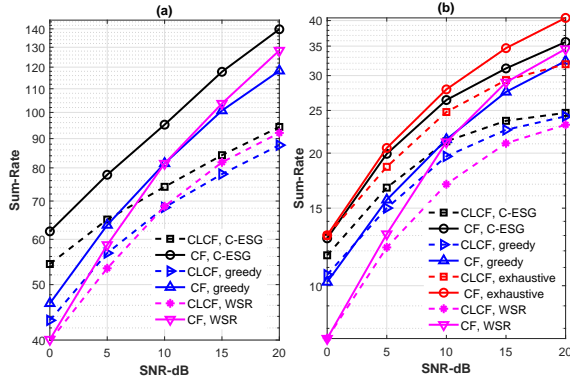 (a)
Sum-Rate
140
130
120
110
100
90
80
70
60
50
40
0
5
10
15
20
SNR-dB
CLCF, C-ESG
CF, C-ESG
CLCF, greedy
CF, greedy
CLCF, WSR
CF, WSR
(b)
Sum-Rate
40
35
30
25
20
15
10
0
5
10
15
20
SNR-dB
CLCF, C-ESG
CF, C-ESG
CLCF, greedy
CF, greedy
CLCF, exhaustive
CF, exhaustive
CLCF, WSR
CF, WSR